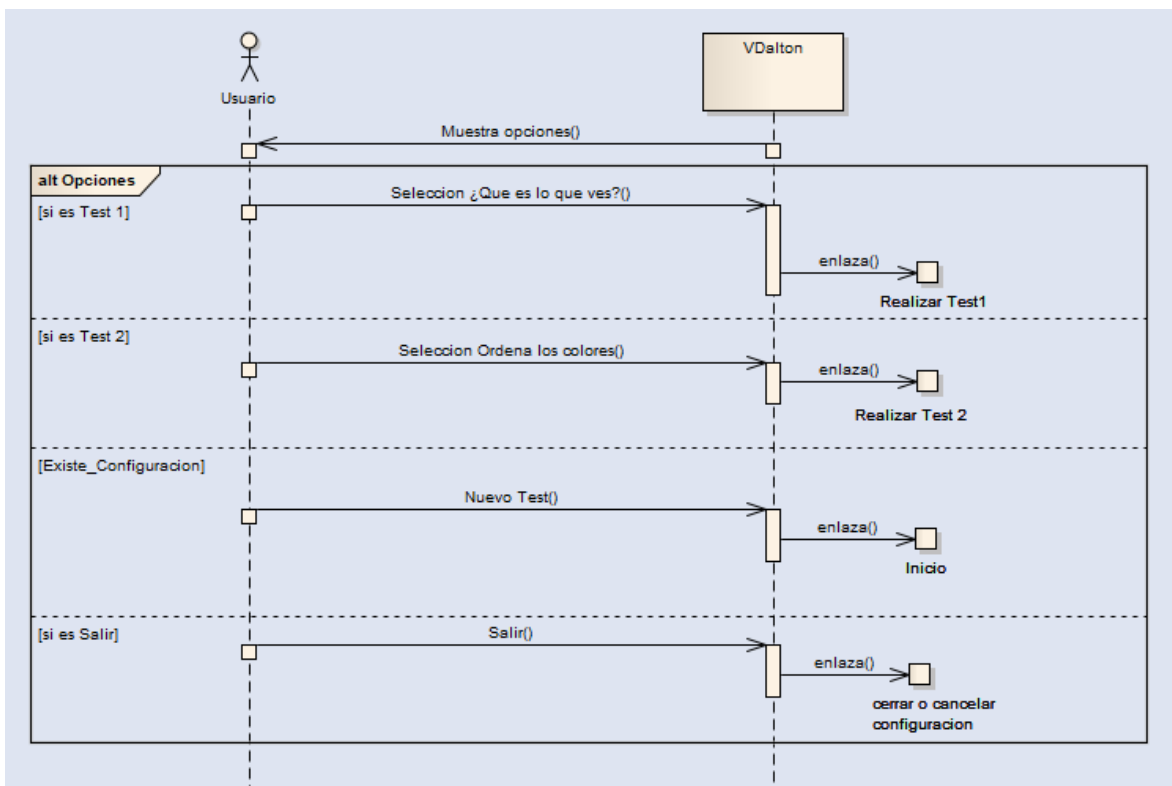 VDalton
Usuario
Muestra opciones()
alt Opciones
Seleccion ¿Que es lo que ves?()
[si es Test 1]
enlaza()
Realizar Test1
[si es Test 2]
Seleccion Ordena los colores()
enlaza()
Realizar Test 2
[Existe_Configuracion]
Nuevo Test()
enlaza()
Inicio
[si es Salir]
Salir()
enlaza()
cerrar o cancelar
configuracion